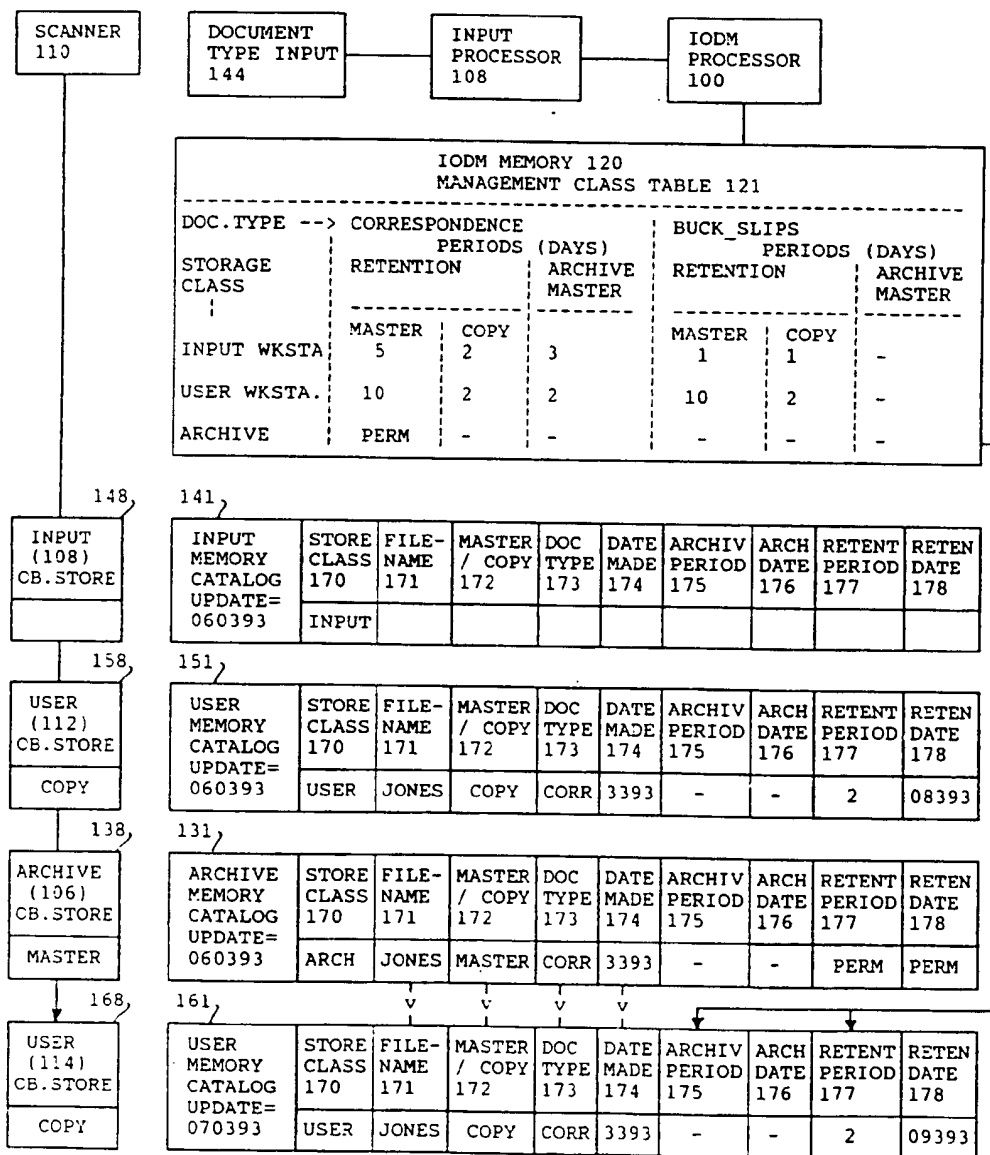 SCANNER
110
DOCUMENT
TYPE INPUT
144
INPUT
PROCESSOR
108
IODM
PROCESSOR
100
IODM MEMORY 120
MANAGEMENT CLASS TABLE 121
DOC.TYPE --> CORRESPONDENCE BUCK_SLIPS
PERIODS (DAYS) PERIODS (DAYS)
STORAGE RETENTION ARCHIVE RETENTION ARCHIVE
CLASS MASTER MASTER
MASTER COPY MASTER COPY
INPUT WKSTA 5 2 3 1 1 -
USER WKSTA. 10 2 2 10 2 -
ARCHIVE PERM - - - - -
148 141
INPUT
(108)
CB.STORE
INPUT STORE FILE- MASTER DOC DATE ARCHIV ARCH RETENT RETEN
MEMORY CLASS NAME / COPY TYPE MADE PERIOD DATE PERIOD DATE
CATALOG 170 171 172 173 174 175 176 177 178
UPDATE=
060393 INPUT
158 151
USER
(112)
CB.STORE
COPY
USER STORE FILE- MASTER DOC DATE ARCHIV ARCH RETENT RETEN
MEMORY CLASS NAME / COPY TYPE MADE PERIOD DATE PERIOD DATE
CATALOG 170 171 172 173 174 175 176 177 178
UPDATE=
060393 USER JONES COPY CORR 3393 - - 2 08393
138 131
ARCHIVE
(106)
CB.STORE
MASTER
ARCHIVE STORE FILE- MASTER DOC DATE ARCHIV ARCH RETENT RETEN
MEMORY CLASS NAME / COPY TYPE MADE PERIOD DATE PERIOD DATE
CATALOG 170 171 172 173 174 175 176 177 178
UPDATE=
060393 ARCH JONES MASTER CORR 3393 - - PERM PERM
v v v v
168 161
USER
(114)
CB.STORE
COPY
USER STORE FILE- MASTER DOC DATE ARCHIV ARCH RETENT RETEN
MEMORY CLASS NAME / COPY TYPE MADE PERIOD DATE PERIOD DATE
CATALOG 170 171 172 173 174 175 176 177 178
UPDATE=
070393 USER JONES COPY CORR 3393 - - 2 09393